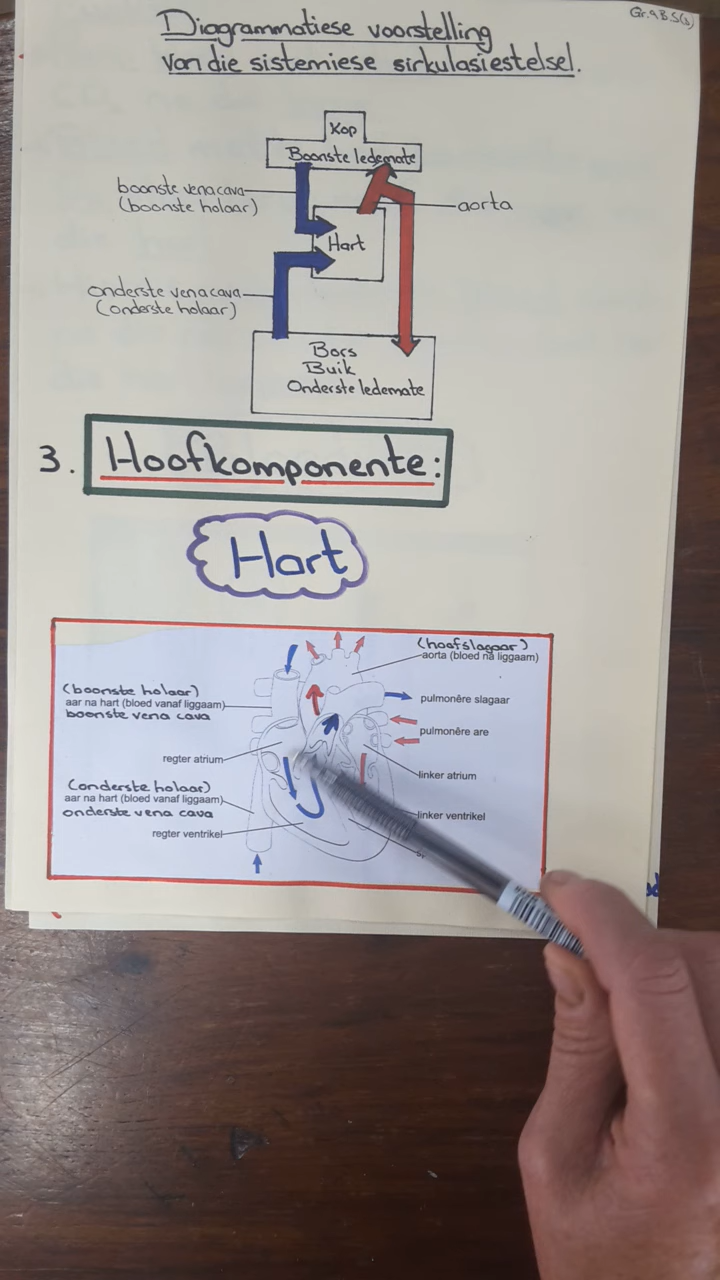 Gr.9 B.S(s)
Diagrammatiese voorstelling
van die sistemiese sirkulasiestelsel.
Kop
Boonste ledemate
boonste vena cava
(boonste holaar)
aorta
Hart
onderste vena cava
(onderste holaar)
Bors
Buik
Onderste ledemate
3. Hoofkomponente:
Hart
(hoofslagaar)
aorta (bloed na liggaam)
(boonste holaar)
aar na hart (bloed vanaf liggaam)
boonste vena cava
pulmonêre slagaar
pulmonêre are
regter atrium
linker atrium
(onderste holaar)
aar na hart (bloed vanaf liggaam)
onderste vena cava
linker ventrikel
regter ventrikel